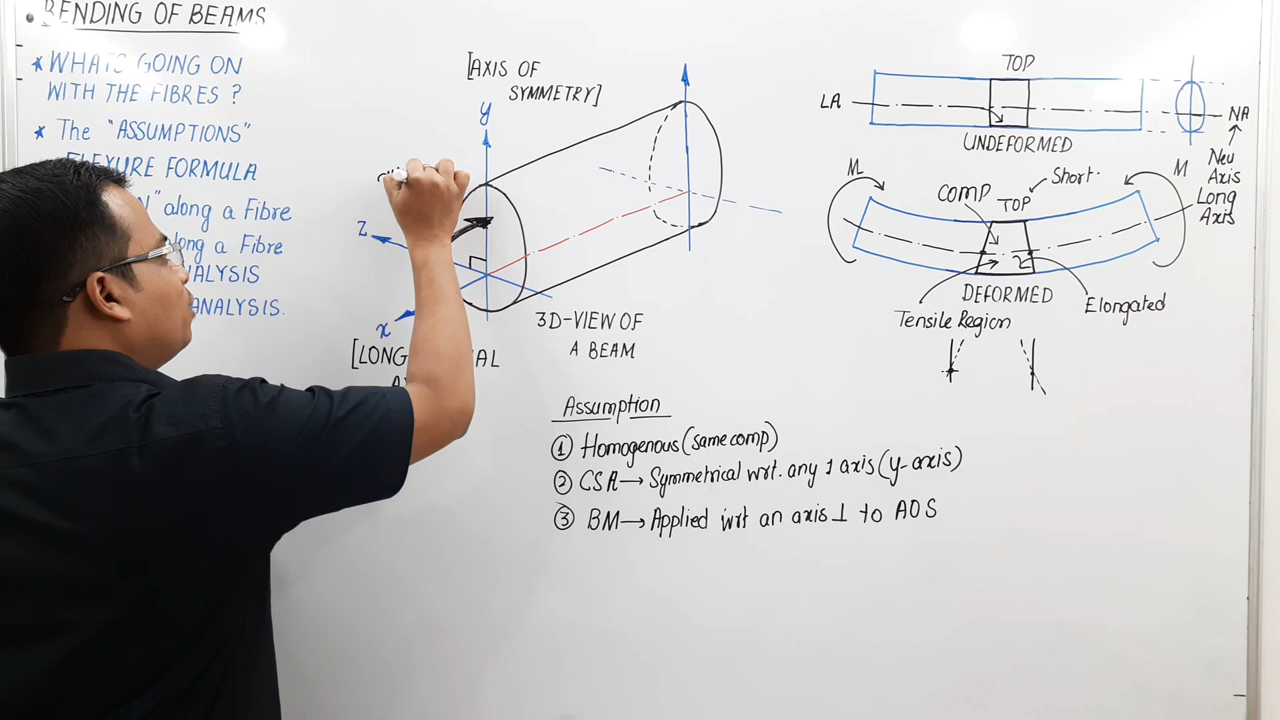 • BENDING OF BEAMS
* WHATS GOING ON
WITH THE FIBRES ?
* The "ASSUMPTIONS"
FLEXURE FORMULA
along a Fibre
along a Fibre
ANALYSIS
ANALYSIS.
[AXIS OF
SYMMETRY]
y
z
x
3D-VIEW OF
A BEAM
TOP
LA
NA
UNDEFORMED
Neu
Axis
Long
Axis
M
M
Comp
TOP
Short.
DEFORMED
Tensile Region
Elongated
Assumption
① Homogenous (same comp)
② CSA → Symmetrical wrt. any 1 axis (y-axis)
③ BM → Applied wrt an axis ⊥ to AOS